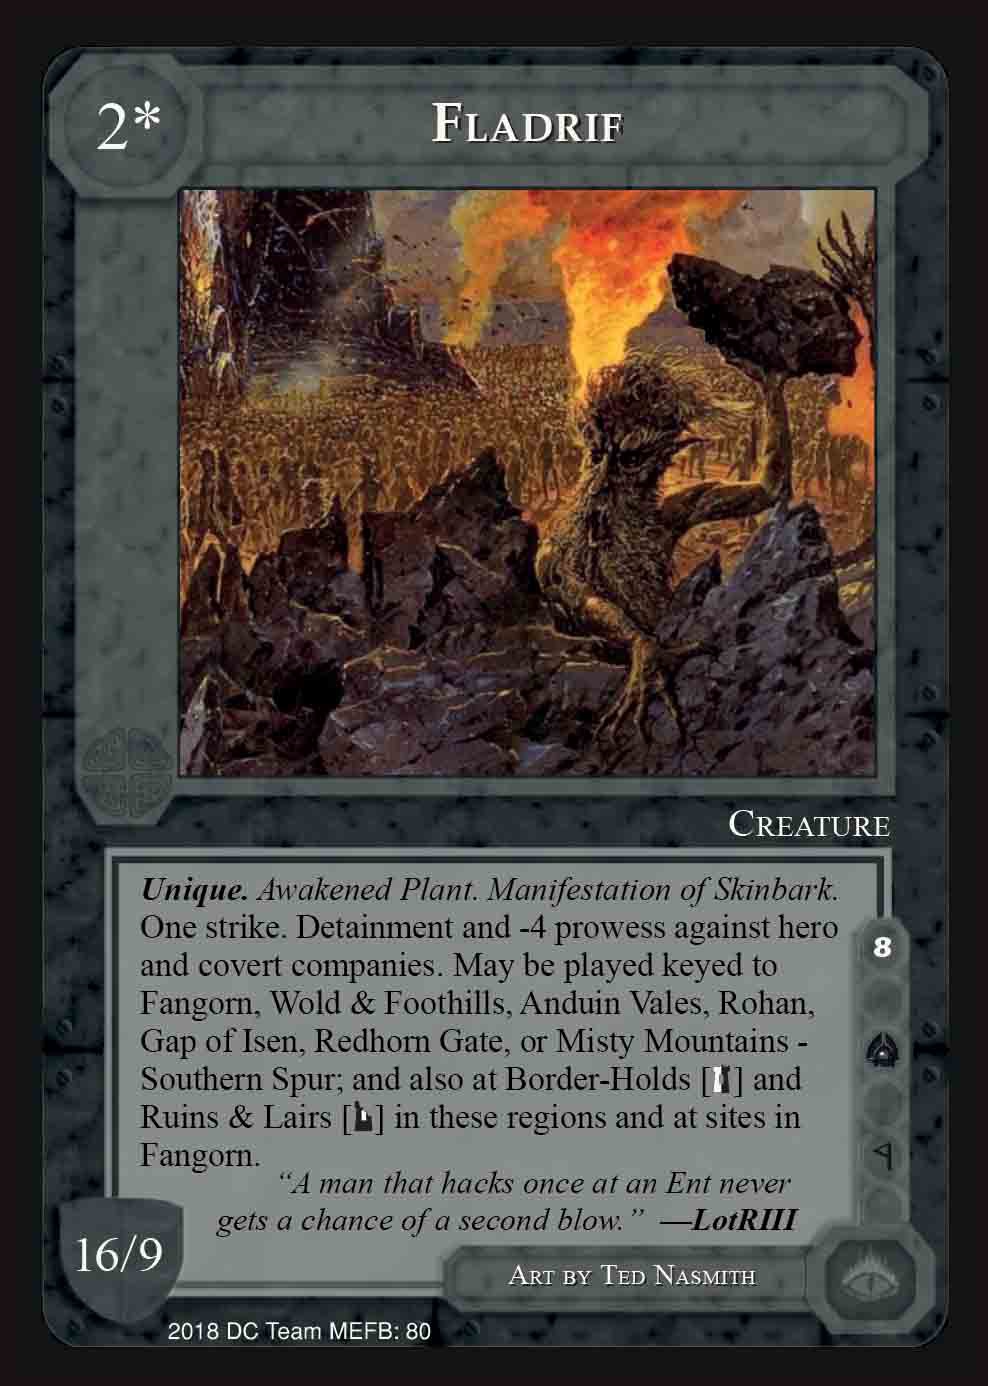 2*
Fladrif
Creature
Unique. Awakened Plant. Manifestation of Skinbark.
One strike. Detainment and -4 prowess against hero
and covert companies. May be played keyed to
Fangorn, Wold & Foothills, Anduin Vales, Rohan,
Gap of Isen, Redhorn Gate, or Misty Mountains -
Southern Spur; and also at Border-Holds [] and
Ruins & Lairs [] in these regions and at sites in
Fangorn.
“A man that hacks once at an Ent never
gets a chance of a second blow.” —LotRIII
8
16/9
Art by Ted Nasmith
2018 DC Team MEFB: 80